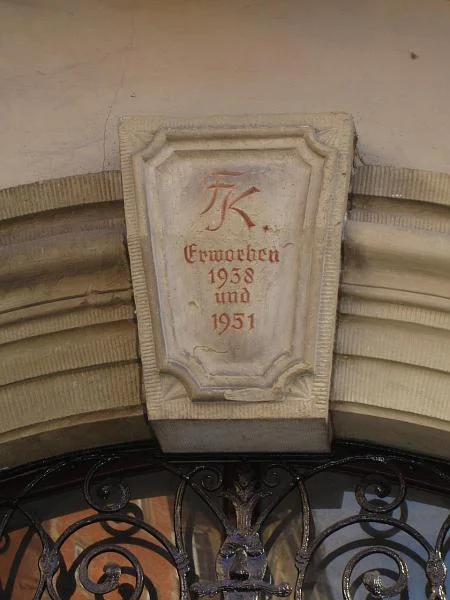 FK.
Erworben
1938
und
1951